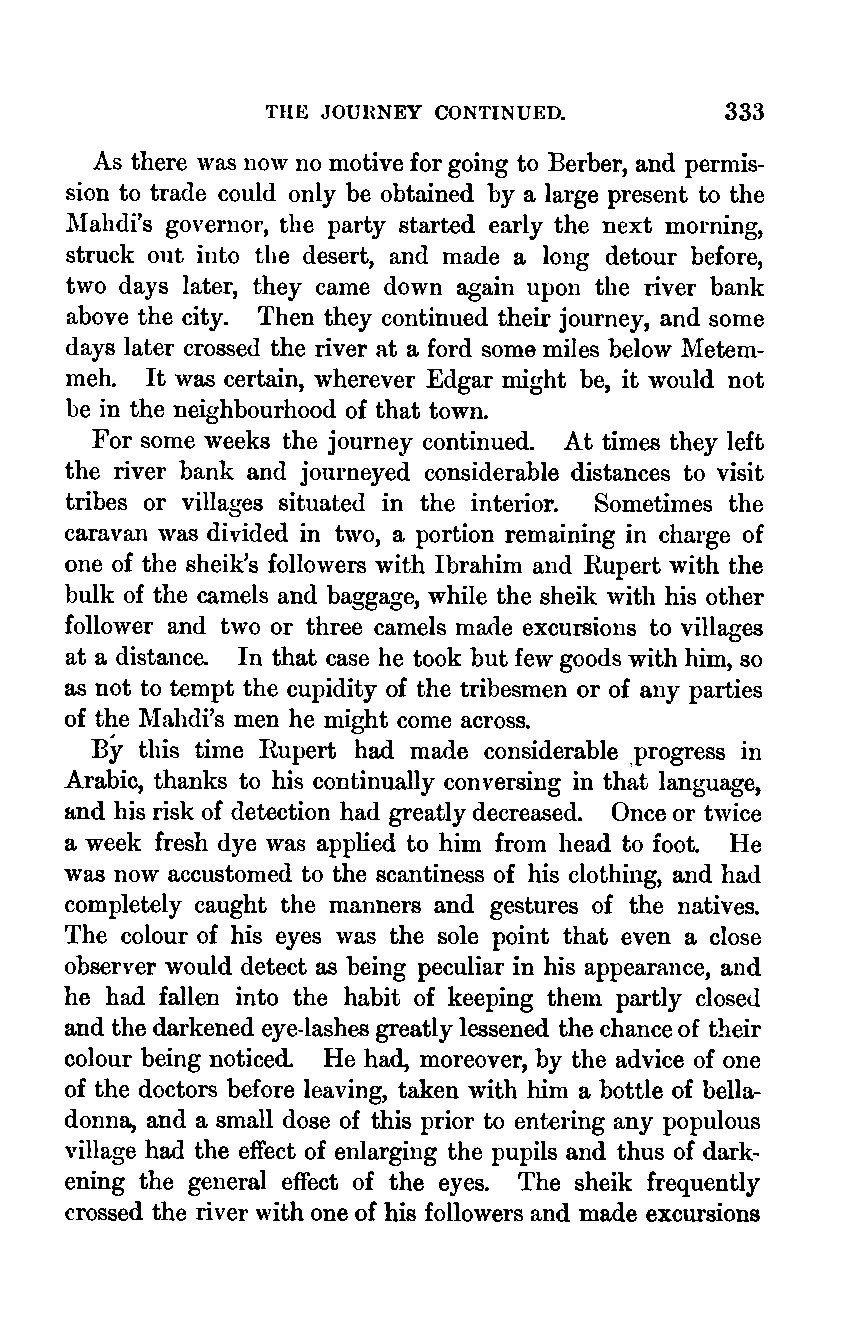 THE JOURNEY CONTINUED. 333
As there was now no motive for going to Berber, and permis-
sion to trade could only be obtained by a large present to the
Mahdi's governor, the party started early the next morning,
struck out into the desert, and made a long detour before,
two days later, they came down again upon the river bank
above the city. Then they continued their journey, and some
days later crossed the river at a ford some miles below Metem-
meh. It was certain, wherever Edgar might be, it would not
be in the neighbourhood of that town.
For some weeks the journey continued. At times they left
the river bank and journeyed considerable distances to visit
tribes or villages situated in the interior. Sometimes the
caravan was divided in two, a portion remaining in charge of
one of the sheik's followers with Ibrahim and Rupert with the
bulk of the camels and baggage, while the sheik with his other
follower and two or three camels made excursions to villages
at a distance. In that case he took but few goods with him, so
as not to tempt the cupidity of the tribesmen or of any parties
of the Mahdi's men he might come across.
By this time Rupert had made considerable progress in
Arabic, thanks to his continually conversing in that language,
and his risk of detection had greatly decreased. Once or twice
a week fresh dye was applied to him from head to foot. He
was now accustomed to the scantiness of his clothing, and had
completely caught the manners and gestures of the natives.
The colour of his eyes was the sole point that even a close
observer would detect as being peculiar in his appearance, and
he had fallen into the habit of keeping them partly closed
and the darkened eye-lashes greatly lessened the chance of their
colour being noticed. He had, moreover, by the advice of one
of the doctors before leaving, taken with him a bottle of bella-
donna, and a small dose of this prior to entering any populous
village had the effect of enlarging the pupils and thus of dark-
ening the general effect of the eyes. The sheik frequently
crossed the river with one of his followers and made excursions